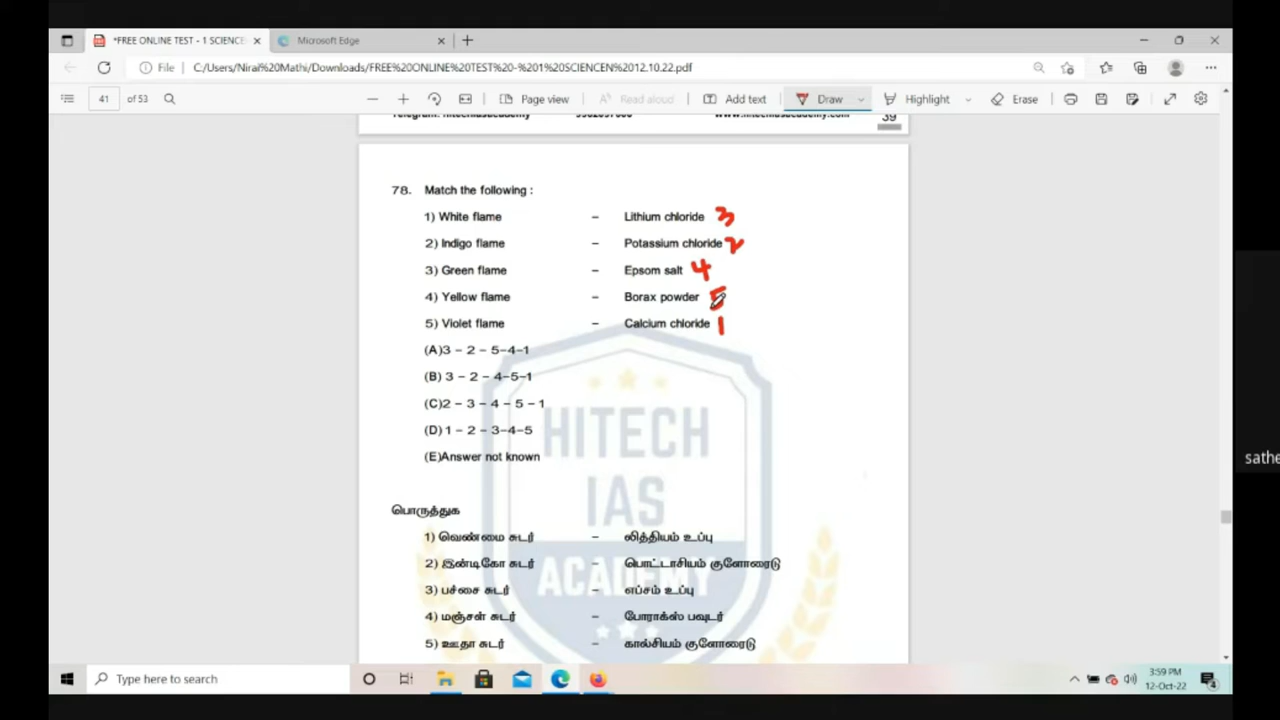 *FREE ONLINE TEST - 1 SCIENCE
Microsoft Edge
File C:/Users/Nirai%20Mathi/Downloads/FREE%20ONLINE%20TEST%20-%201%20SCIENCEN%2012.10.22.pdf
41 of 53
Page view
Read aloud
Add text
Draw
Highlight
Erase
39
78. Match the following :
1) White flame – Lithium chloride 3
2) Indigo flame – Potassium chloride 2
3) Green flame – Epsom salt 4
4) Yellow flame – Borax powder 5
5) Violet flame – Calcium chloride 1
(A)3 – 2 – 5–4–1
(B) 3 – 2 – 4–5–1
(C)2 – 3 – 4 – 5 – 1
(D) 1 – 2 – 3–4–5
(E)Answer not known
HITECH
IAS
ACADEMY
பொருத்துக
1) வெண்மை சுடர் – லித்தியம் உப்பு
2) இன்டிகோ சுடர் – பொட்டாசியம் குளோரைடு
3) பச்சை சுடர் – எப்சம் உப்பு
4) மஞ்சள் சுடர் – போராக்ஸ் பவுடர்
5) ஊதா சுடர் – கால்சியம் குளோரைடு
sathe
Type here to search
3:59 PM
12-Oct-22
4